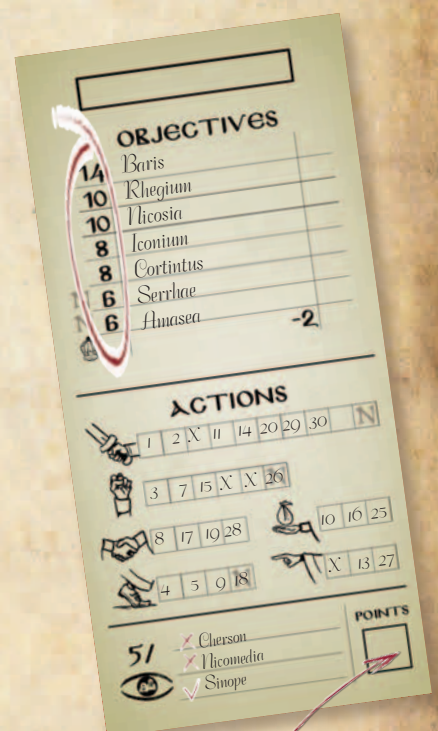 OBJECTIVES
14 Baris
10 Rhegium
10 Nicosia
8 Iconium
8 Cortintus
N 6 Serrhae
N 6 Amasea -2
ACTIONS
1 2 X 11 14 20 29 30 N
3 7 15 X X 26
10 16 25
8 17 19 28
X 13 27
4 5 9 18
POINTS
5/ Cherson
Nicomedia
Sinope